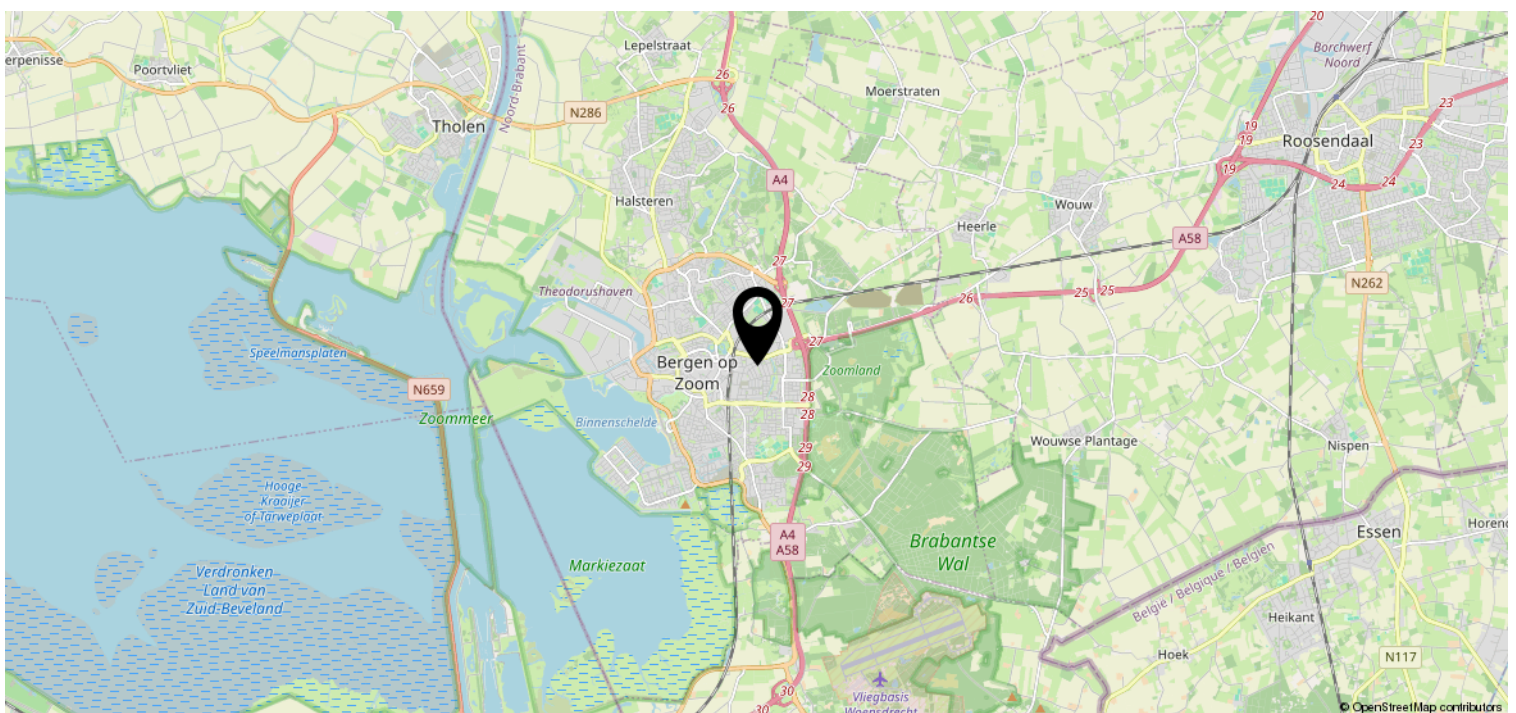 20
Lepelstraat
Borchwerf
Noord
erpenisse
Poortvliet
26
Moerstraten
26
23
N286
Noord-Brabant
Tholen
19
19
Roosendaal
23
A4
19
24
24
Halsteren
Wouw
Heerle
A58
27
N262
Theodorushaven
27
26
25
25
27
Speelmansplaten
Bergen op
Zoom
Zoomland
N659
28
28
Zoommeer
Binnenschelde
29
29
Wouwse Plantage
Nispen
Hooge
Kraaijer
of Tarweplaat
Horend
A4
A58
Brabantse
Wal
Essen
Markiezaat
Verdronken
Land van
Zuid-Beveland
België / Belgique / Belgien
Heikant
Hoek
N117
30
30
Vliegbasis
Woensdrecht
© OpenStreetMap contributors